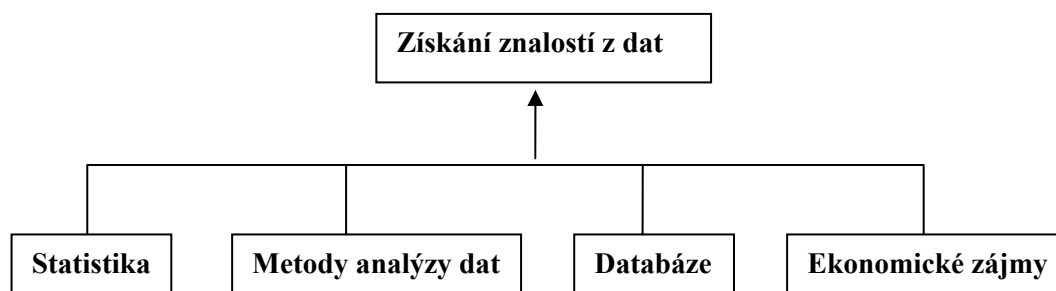 Získání znalostí z dat
Statistika
Metody analýzy dat
Databáze
Ekonomické zájmy